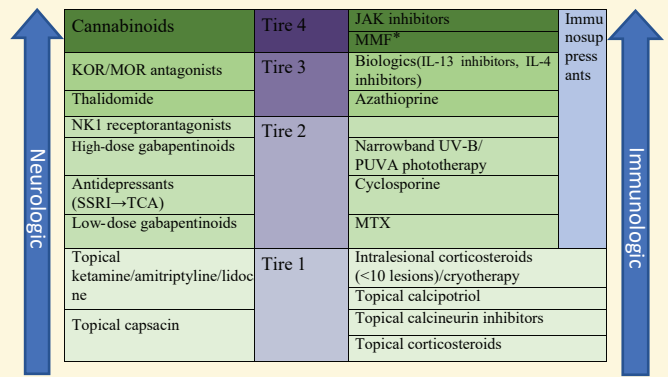 Neurologic
Cannabinoids
KOR/MOR antagonists
Thalidomide
NK1 receptorantagonists
High-dose gabapentinoids
Antidepressants
(SSRI→TCA)
Low-dose gabapentinoids
Topical
ketamine/amitriptyline/lidoc
ne
Topical capsacin
Tire 4
Tire 3
Tire 2
Tire 1
JAK inhibitors
MMF*
Biologics(IL-13 inhibitors, IL-4
inhibitors)
Azathioprine
Narrowband UV-B/
PUVA phototherapy
Cyclosporine
MTX
Intralesional corticosteroids
(<10 lesions)/cryotherapy
Topical calcipotriol
Topical calcineurin inhibitors
Topical corticosteroids
Immu
nosup
press
ants
Immunologic